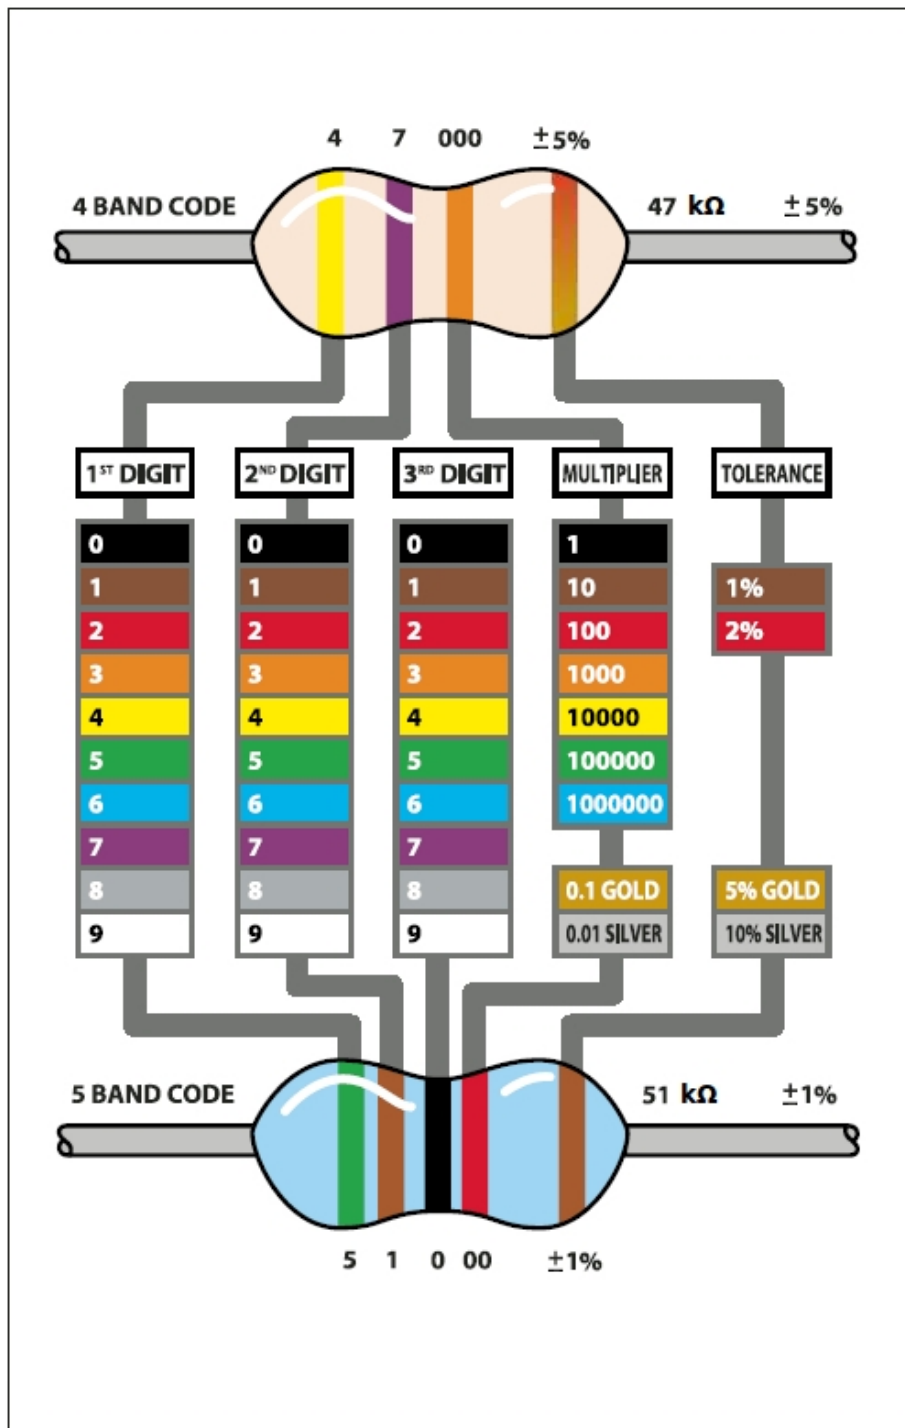 4 7 000 ±5%
4 BAND CODE 47 kΩ ±5%
1ST DIGIT 2ND DIGIT 3RD DIGIT MULTIPLIER TOLERANCE
0 0 0 1
1 1 1 10 1%
2 2 2 100 2%
3 3 3 1000
4 4 4 10000
5 5 5 100000
6 6 6 1000000
7 7 7
8 8 8 0.1 GOLD 5% GOLD
9 9 9 0.01 SILVER 10% SILVER
5 BAND CODE 51 kΩ ±1%
5 1 0 00 ±1%